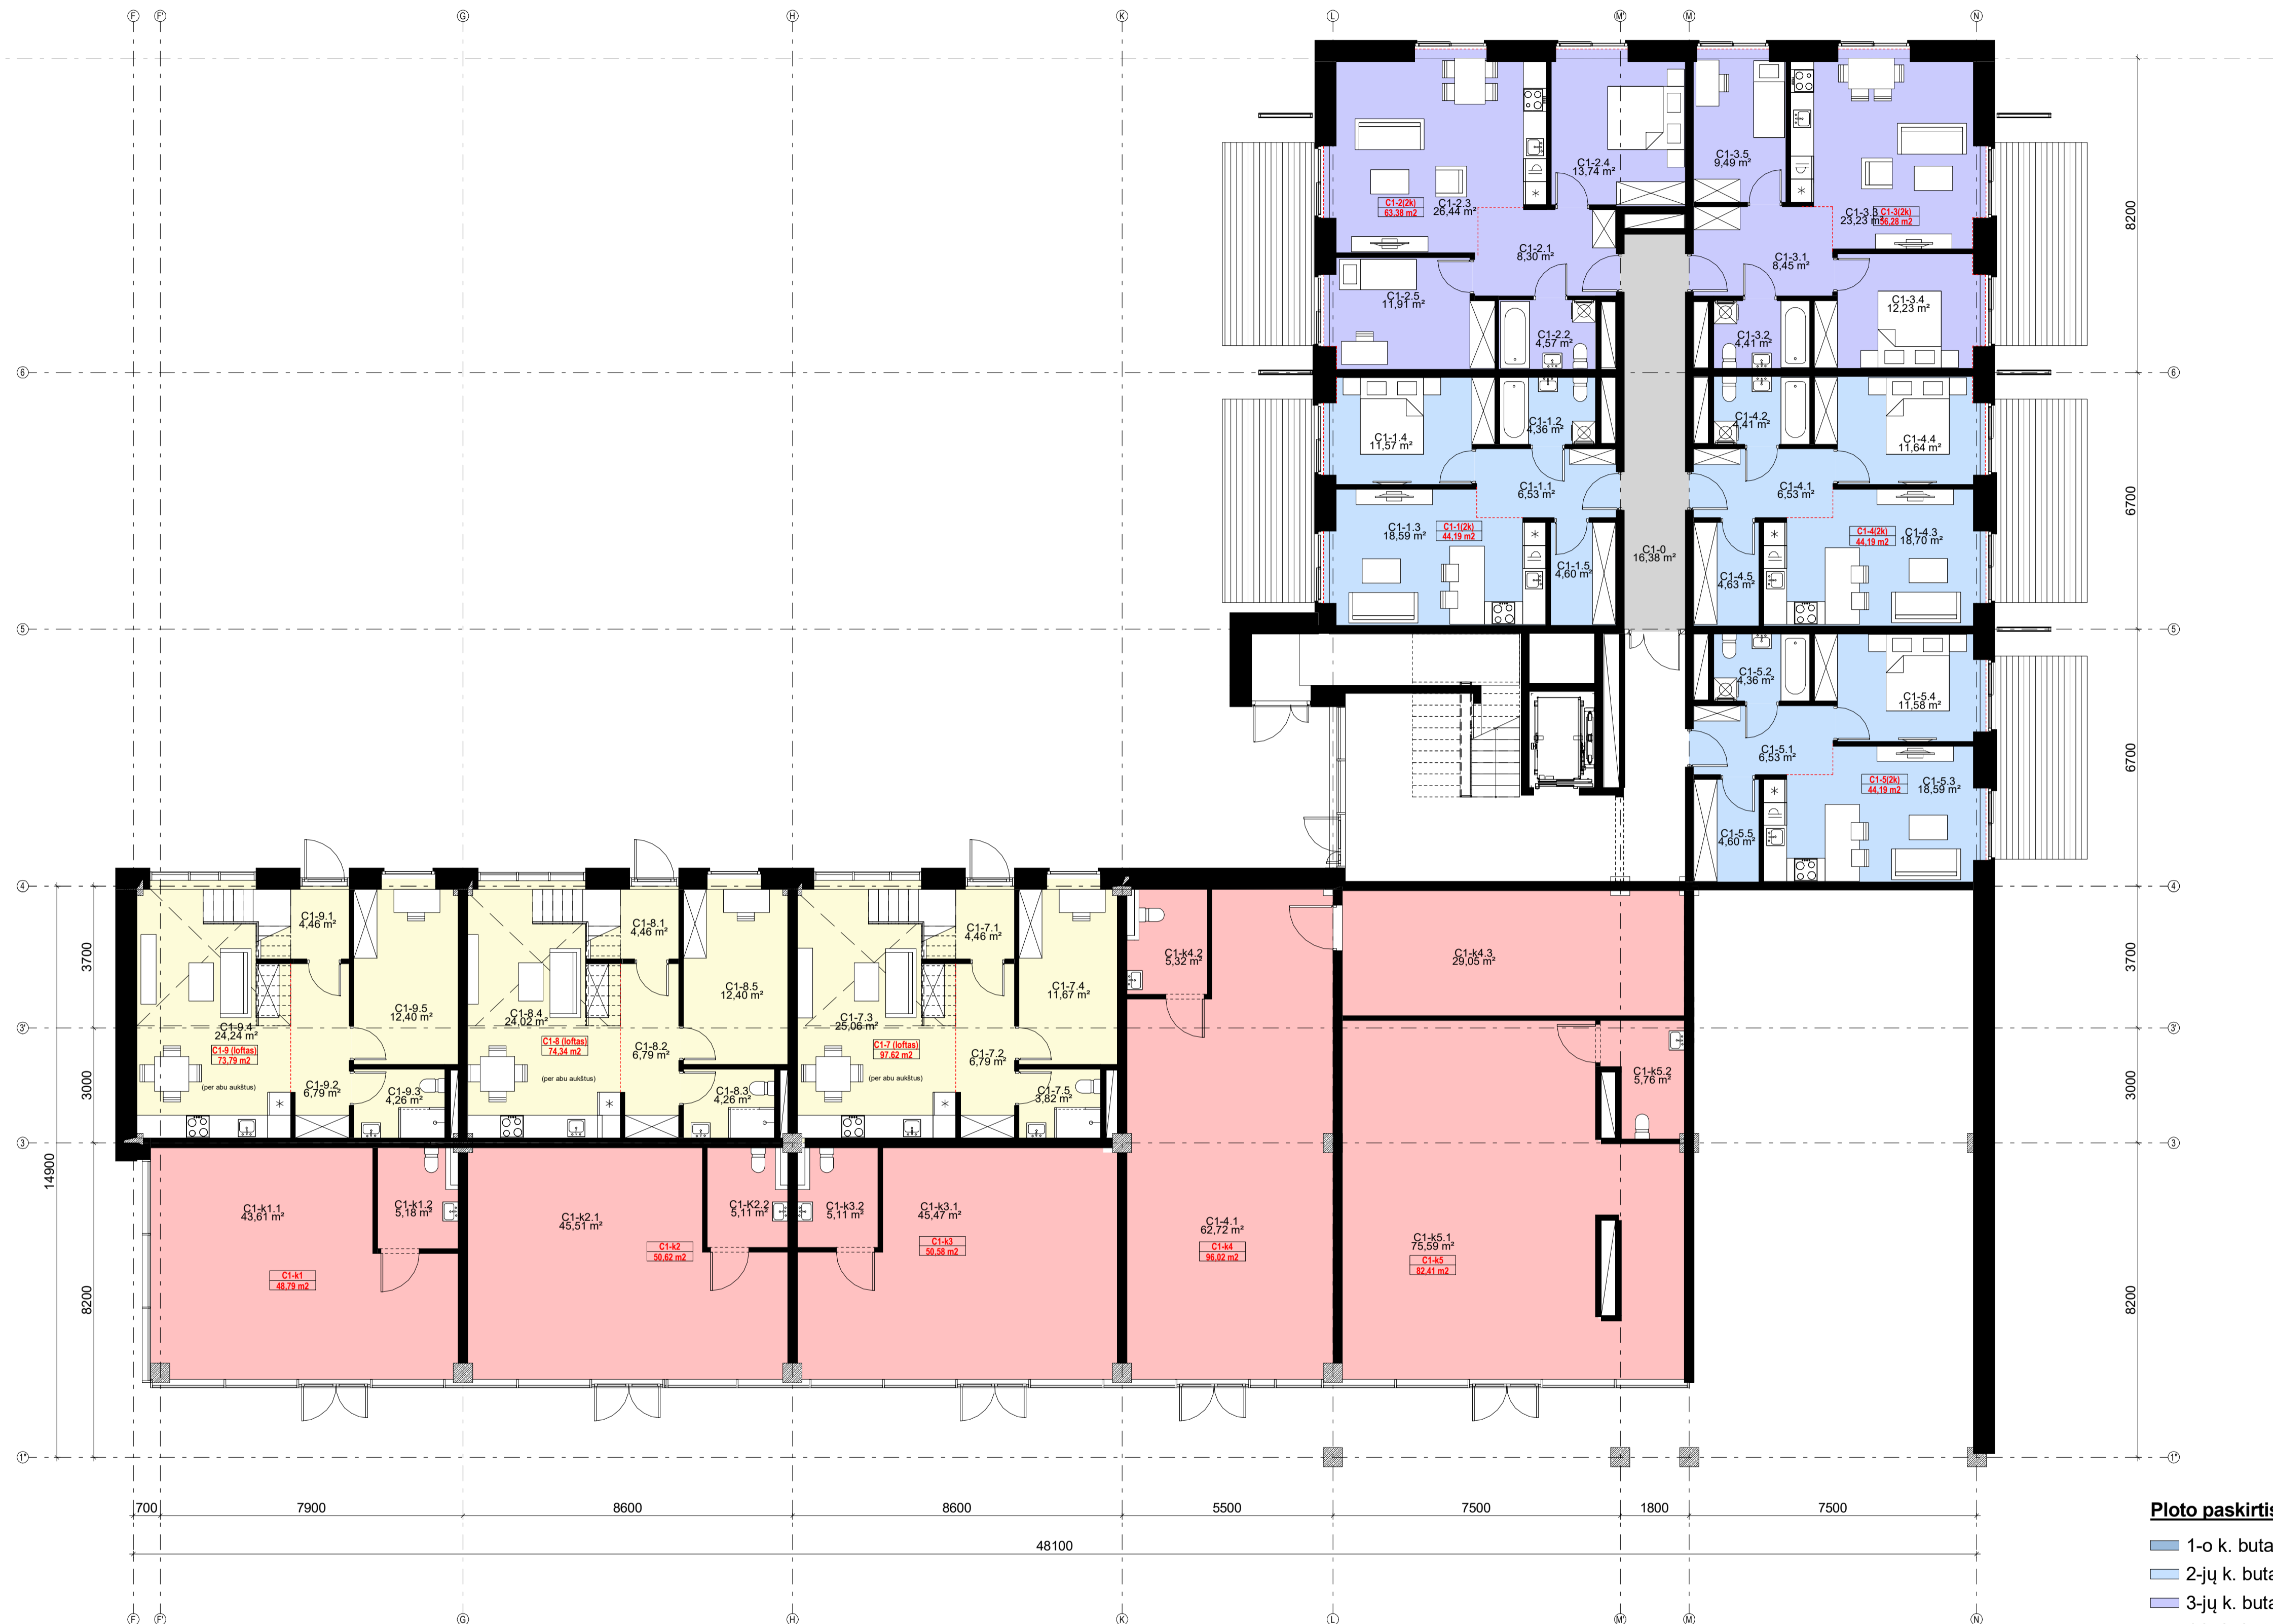 F F' G H K L M' M N
C1-2.4
13,74 m²
C1-3.5
9,49 m²
C1-2(2k)
63,38 m2
C1-2.3
26,44 m²
C1-3.3
23,23 m²
C1-3(2k)
56,28 m2
8200
C1-2.1
8,30 m²
C1-3.1
8,45 m²
C1-2.5
11,91 m²
C1-3.4
12,23 m²
C1-2.2
4,57 m²
C1-3.2
4,41 m²
6 6
C1-1.4
11,57 m²
C1-1.2
4,36 m²
C1-4.2
4,41 m²
C1-4.4
11,64 m²
C1-1.1
6,53 m²
C1-4.1
6,53 m²
6700
C1-1.3
18,59 m²
C1-1(2k)
44,19 m2
C1-4(2k)
44,19 m2
C1-4.3
18,70 m²
C1-0
16,38 m²
C1-1.5
4,60 m²
C1-4.5
4,63 m²
5 5
C1-5.2
4,36 m²
C1-5.4
11,58 m²
C1-5.1
6,53 m²
6700
C1-5(2k)
44,19 m2
C1-5.3
18,59 m²
C1-5.5
4,60 m²
4 4
C1-9.1
4,46 m²
C1-8.1
4,46 m²
C1-7.1
4,46 m²
3700
C1-k4.2
5,32 m²
C1-k4.3
29,05 m²
3700
C1-9.5
12,40 m²
C1-8.5
12,40 m²
C1-7.4
11,67 m²
C1-9.4
24,24 m²
C1-8.4
24,02 m²
C1-7.3
25,06 m²
3' 3'
C1-9 (loftas)
73.79 m2
C1-8 (loftas)
74,34 m2
C1-8.2
6,79 m²
C1-7 (loftas)
97.62 m2
C1-7.2
6,79 m²
(per abu aukštus)
(per abu aukštus)
(per abu aukštus)
3000
C1-9.2
6,79 m²
C1-9.3
4,26 m²
C1-8.3
4,26 m²
C1-7.5
3,82 m²
C1-k5.2
5,76 m²
3000
3 3
14900
C1-k1.1
43,61 m²
C1-k1.2
5,18 m²
C1-k2.1
45,51 m²
C1-K2.2
5,11 m²
C1-k3.2
5,11 m²
C1-k3.1
45,47 m²
C1-4.1
62,72 m²
C1-k5.1
75,59 m²
C1-k1
48,79 m2
C1-k2
50,62 m2
C1-k3
50,58 m2
C1-k4
96,02 m2
C1-k5
82,41 m2
8200
8200
1" 1"
700 7900 8600 8600 5500 7500 1800 7500
48100
Ploto paskirtis
1-o k. buta
2-jų k. buta
3-jų k. buta
F F' G H K L M' M N